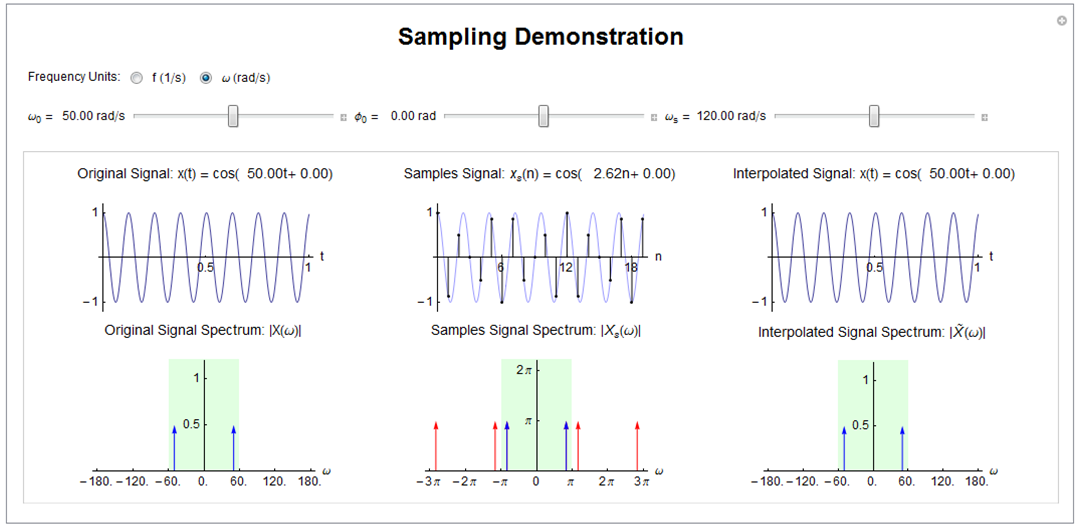 Sampling Demonstration
Frequency Units: f (1/s) ω (rad/s)
ω0 = 50.00 rad/s ϕ0 = 0.00 rad ωs = 120.00 rad/s
Original Signal: x(t) = cos( 50.00t+ 0.00)
1
0.5 1 t
−1
Samples Signal: xs(n) = cos( 2.62n+ 0.00)
1
6 12 18 n
−1
Interpolated Signal: x(t) = cos( 50.00t+ 0.00)
1
0.5 1 t
−1
Original Signal Spectrum: |X(ω)|
1
0.5
ω
−180. −120. −60. 0. 60. 120. 180.
Samples Signal Spectrum: |Xs(ω)|
2π
π
ω
−3π −2π −π 0 π 2π 3π
Interpolated Signal Spectrum: |X̃(ω)|
1
0.5
ω
−180. −120. −60. 0. 60. 120. 180.